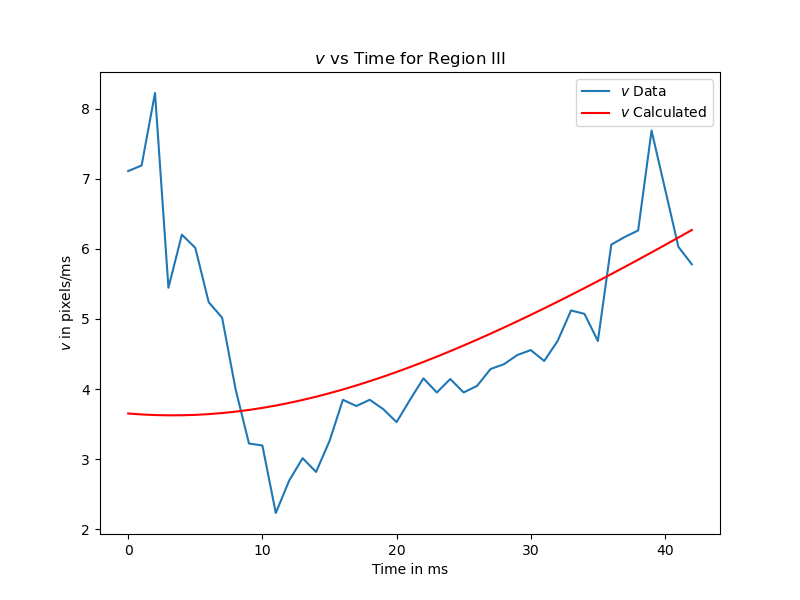 v vs Time for Region III
v Data
v Calculated
8
7
6
5
4
3
2
v in pixels/ms
0 10 20 30 40
Time in ms